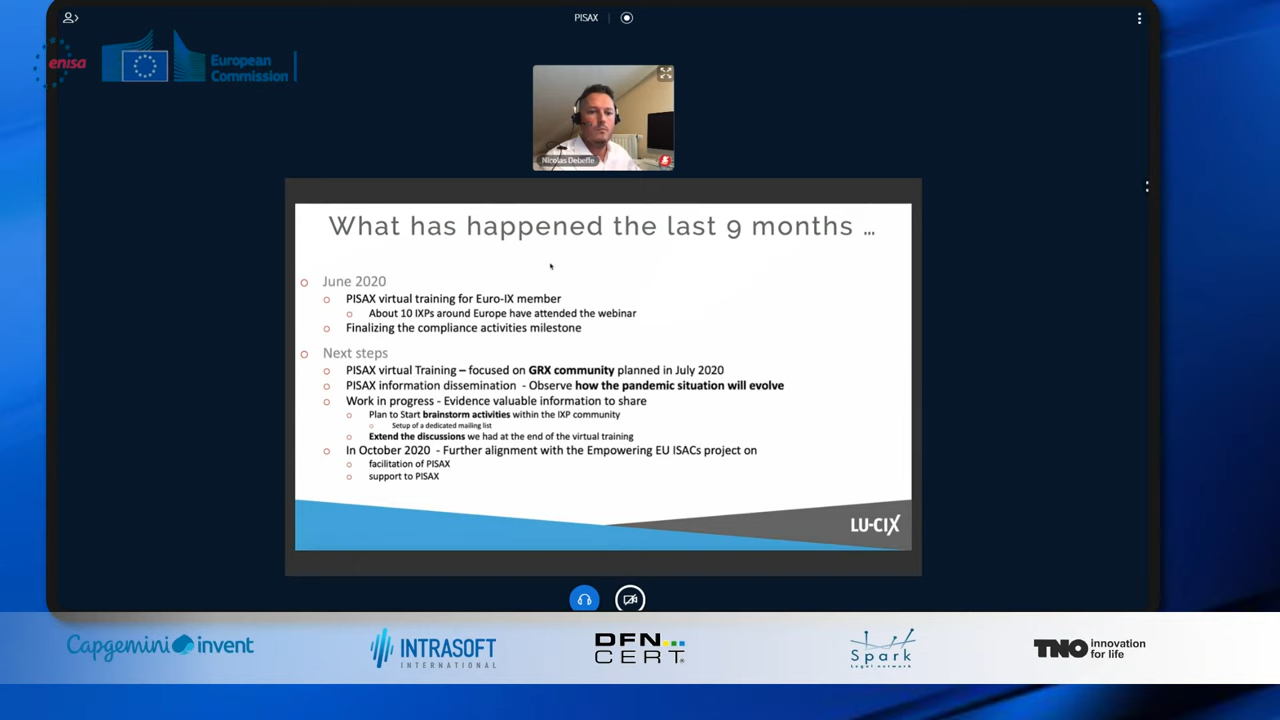 PISAX
enisa
European
Commission
Nicolas Debeffe
What has happened the last 9 months ...
June 2020
PISAX virtual training for Euro-IX member
About 10 IXPs around Europe have attended the webinar
Finalizing the compliance activities milestone
Next steps
PISAX virtual Training – focused on GRX community planned in July 2020
PISAX information dissemination - Observe how the pandemic situation will evolve
Work in progress - Evidence valuable information to share
Plan to Start brainstorm activities within the IXP community
Setup of a dedicated mailing list
Extend the discussions we had at the end of the virtual training
In October 2020 - Further alignment with the Empowering EU ISACs project on
facilitation of PISAX
support to PISAX
LU-CIX
Capgemini invent
INTRASOFT
INTERNATIONAL
DFN
CERT®
Spark
Legal network
TNO innovation
for life